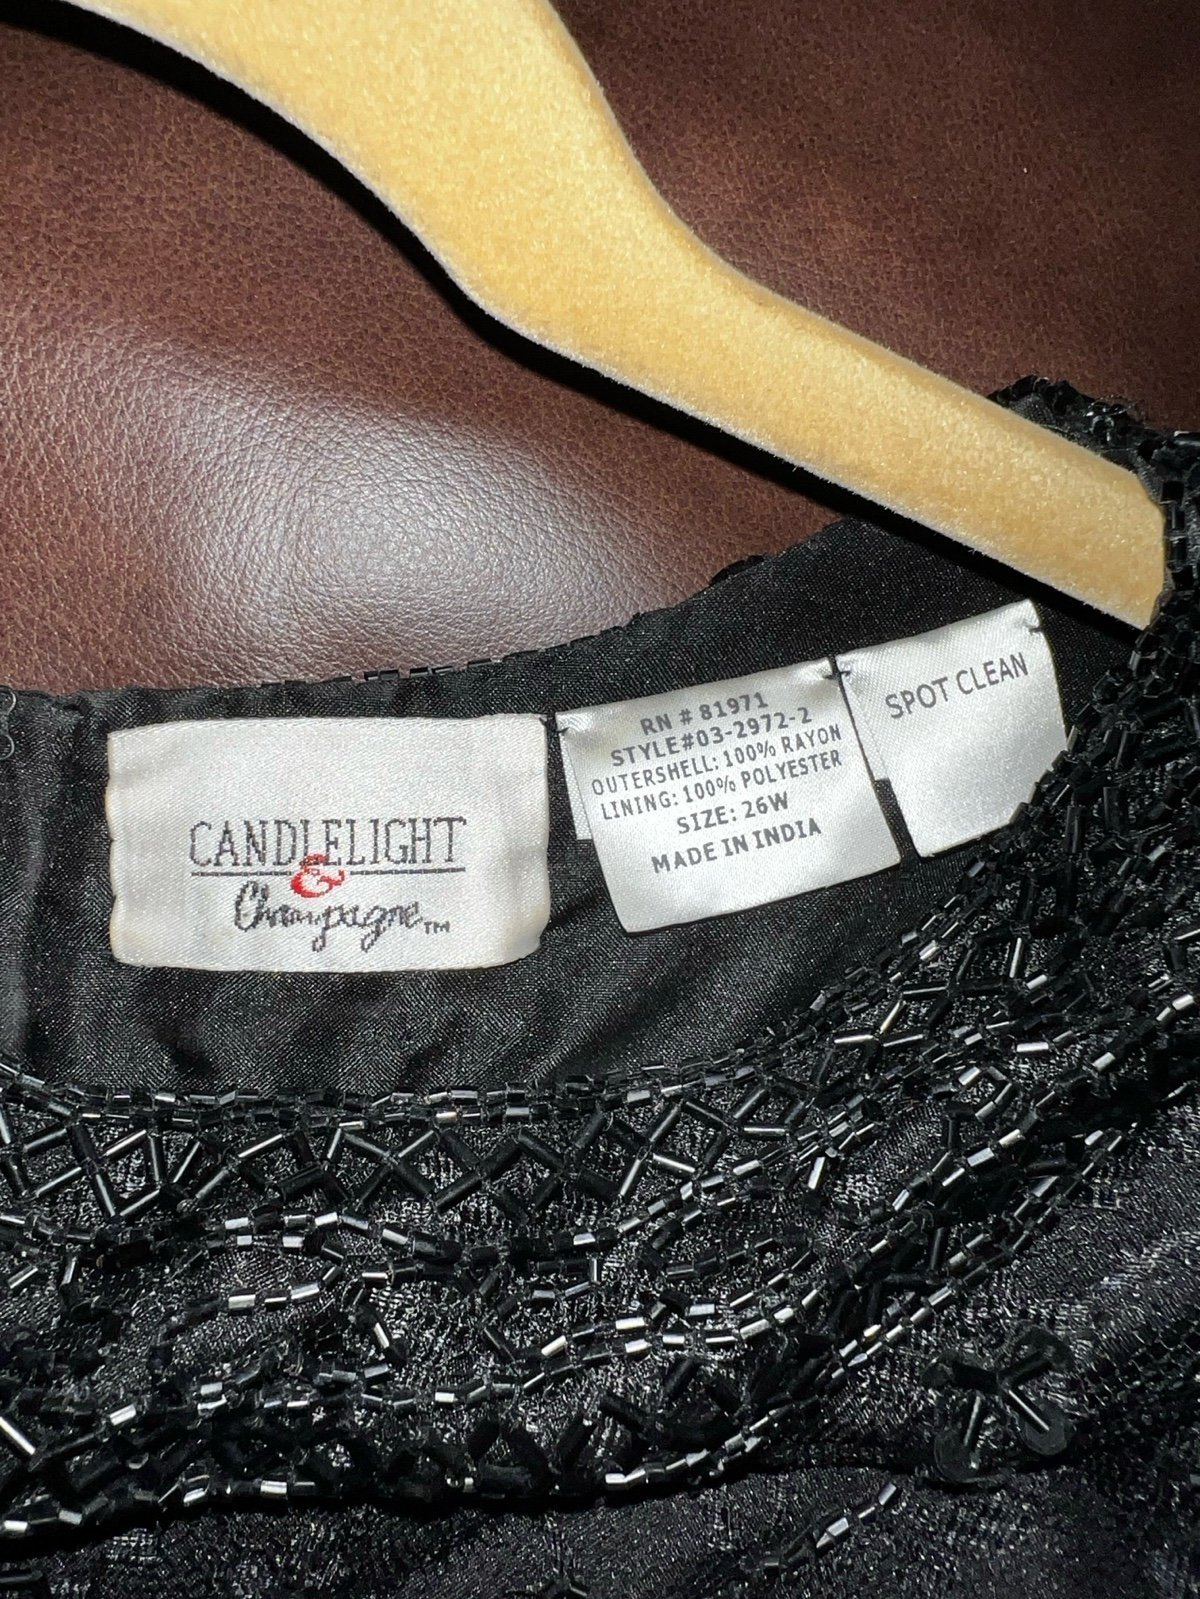 CANDLELIGHT
&
Champagne™
RN # 81971
STYLE#03-2972-2
OUTERSHELL: 100% RAYON
LINING: 100% POLYESTER
SIZE: 26W
MADE IN INDIA
SPOT CLEAN